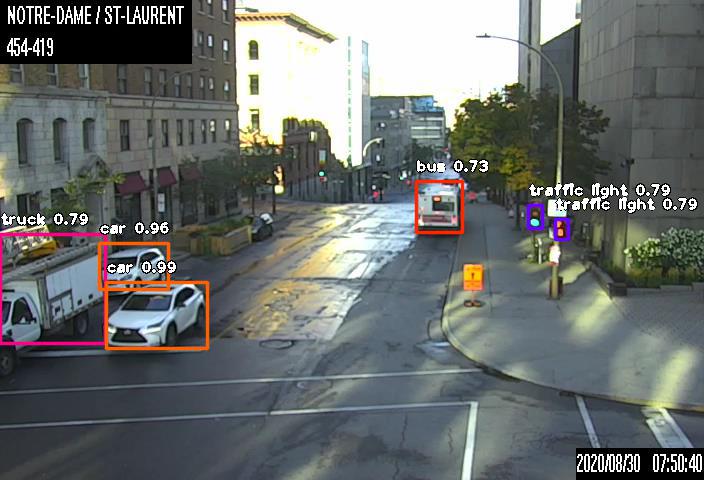 NOTRE-DAME / ST-LAURENT
454-419
bus 0.73
traffic light 0.79
traffic light 0.79
truck 0.79
car 0.96
car 0.99
2020/08/30 07:50:40